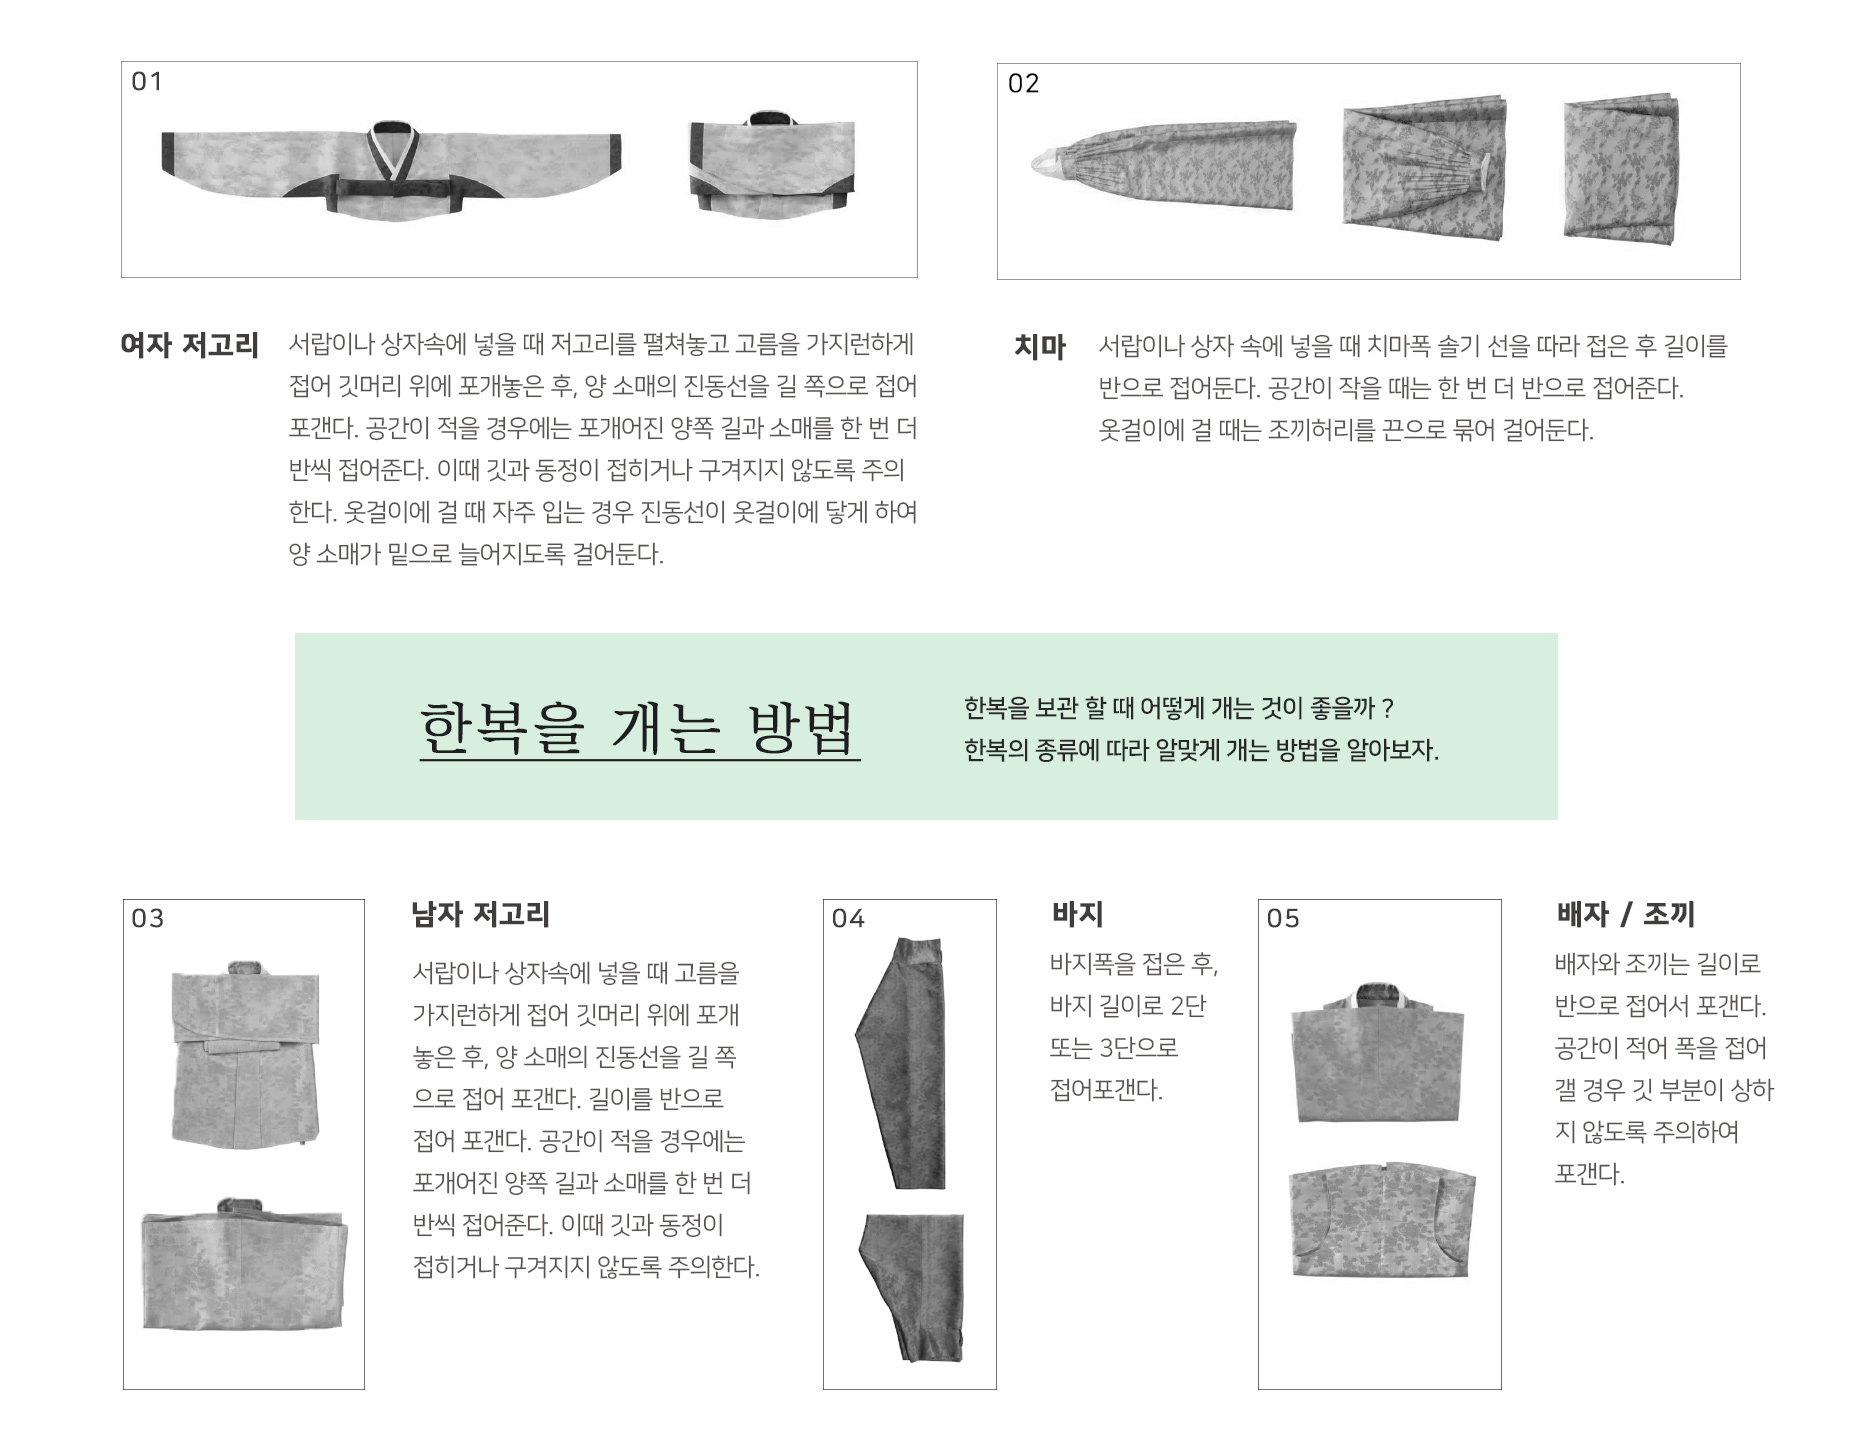 01
여자 저고리
서랍이나 상자속에 넣을 때 저고리를 펼쳐놓고 고름을 가지런하게
접어 깃머리 위에 포개놓은 후, 양 소매의 진동선을 길 쪽으로 접어
포갠다. 공간이 적을 경우에는 포개어진 양쪽 길과 소매를 한 번 더
반씩 접어준다. 이때 깃과 동정이 접히거나 구겨지지 않도록 주의
한다. 옷걸이에 걸 때 자주 입는 경우 진동선이 옷걸이에 닿게 하여
양 소매가 밑으로 늘어지도록 걸어둔다.
02
치마
서랍이나 상자 속에 넣을 때 치마폭 솔기 선을 따라 접은 후 길이를
반으로 접어둔다. 공간이 작을 때는 한 번 더 반으로 접어준다.
옷걸이에 걸 때는 조끼허리를 끈으로 묶어 걸어둔다.
한복을 개는 방법
한복을 보관 할 때 어떻게 개는 것이 좋을까 ?
한복의 종류에 따라 알맞게 개는 방법을 알아보자.
03
남자 저고리
서랍이나 상자속에 넣을 때 고름을
가지런하게 접어 깃머리 위에 포개
놓은 후, 양 소매의 진동선을 길 쪽
으로 접어 포갠다. 길이를 반으로
접어 포갠다. 공간이 적을 경우에는
포개어진 양쪽 길과 소매를 한 번 더
반씩 접어준다. 이때 깃과 동정이
접히거나 구겨지지 않도록 주의한다.
04
바지
바지폭을 접은 후,
바지 길이로 2단
또는 3단으로
접어포갠다.
05
배자 / 조끼
배자와 조끼는 길이로
반으로 접어서 포갠다.
공간이 적어 폭을 접어
갤 경우 깃 부분이 상하
지 않도록 주의하여
포갠다.